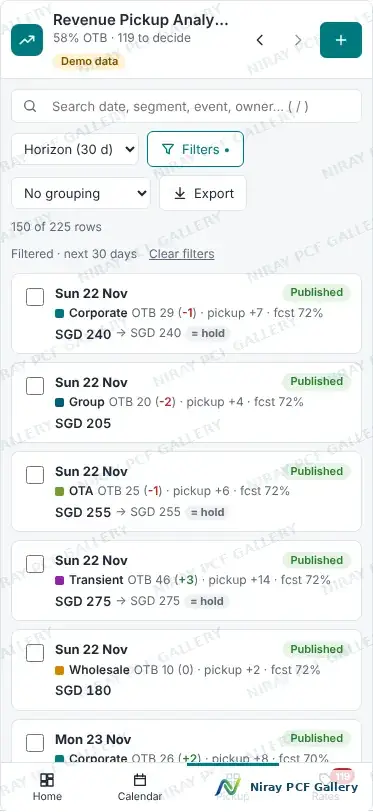 Revenue Pickup Analy...
58% OTB · 119 to decide
Demo data
Search date, segment, event, owner... ( / )
Horizon (30 d)
Filters •
No grouping
Export
150 of 225 rows
Filtered · next 30 days Clear filters
Sun 22 Nov Published
Corporate OTB 29 (-1) · pickup +7 · fcst 72%
SGD 240 → SGD 240 = hold
Sun 22 Nov Published
Group OTB 20 (-2) · pickup +4 · fcst 72%
SGD 205
Sun 22 Nov Published
OTA OTB 25 (-1) · pickup +6 · fcst 72%
SGD 255 → SGD 255 = hold
Sun 22 Nov Published
Transient OTB 46 (+3) · pickup +14 · fcst 72%
SGD 275 → SGD 275 = hold
Sun 22 Nov Published
Wholesale OTB 10 (0) · pickup +2 · fcst 72%
SGD 180
Mon 23 Nov Published
Corporate OTB 26 (+2) · pickup +8 · fcst 70%
119
Home Calendar Pickup Rates
Niray PCF Gallery
NIRAY PCF GALLERY